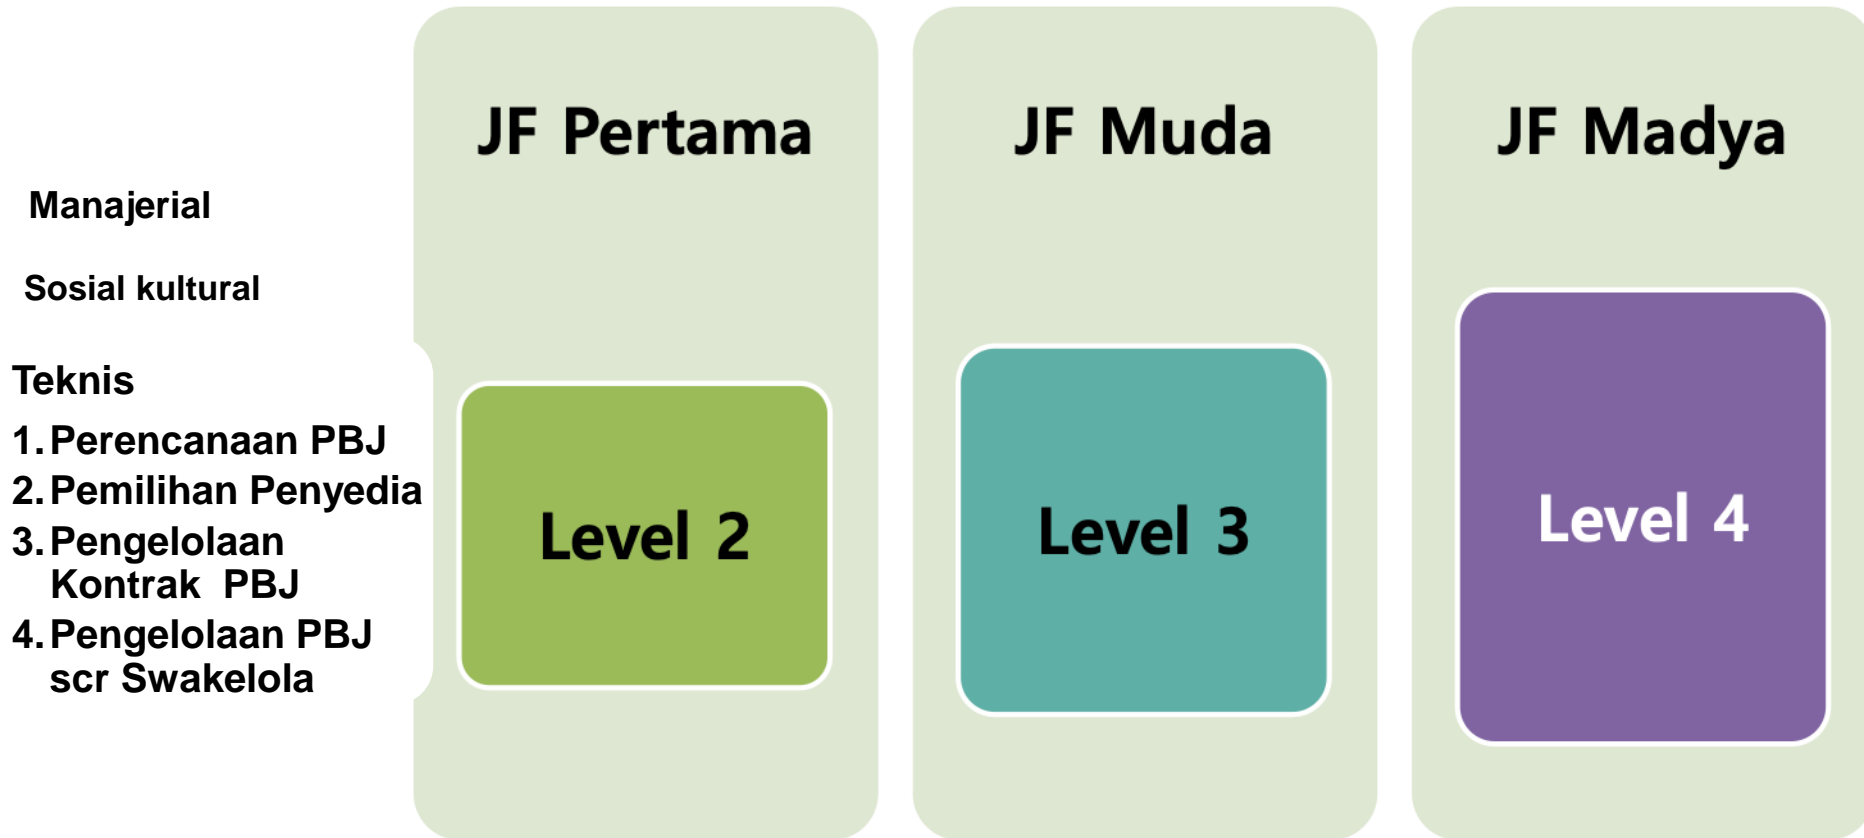 JF Pertama
JF Muda
JF Madya
Manajerial
Sosial kultural
Teknis
1. Perencanaan PBJ
2. Pemilihan Penyedia
3. Pengelolaan
Kontrak PBJ
4. Pengelolaan PBJ
scr Swakelola
Level 2
Level 3
Level 4